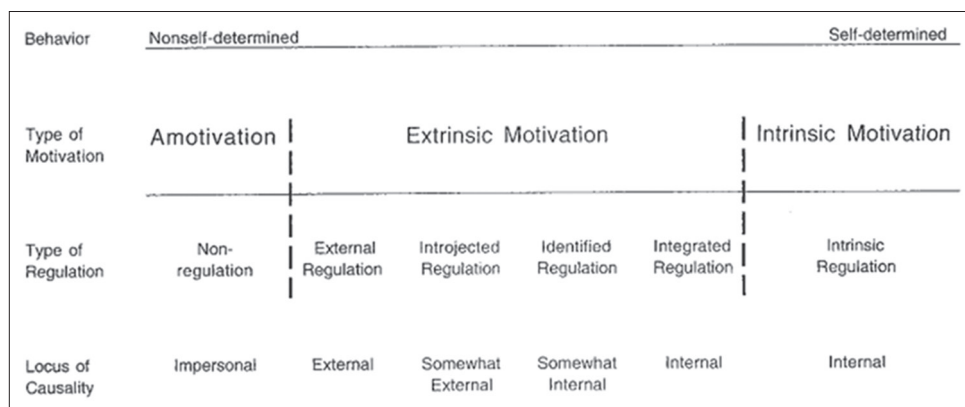 Behavior Nonself-determined Self-determined
Type of Motivation Amotivation Extrinsic Motivation Intrinsic Motivation
Type of Regulation Non-regulation External Regulation Introjected Regulation Identified Regulation Integrated Regulation Intrinsic Regulation
Locus of Causality Impersonal External Somewhat External Somewhat Internal Internal Internal